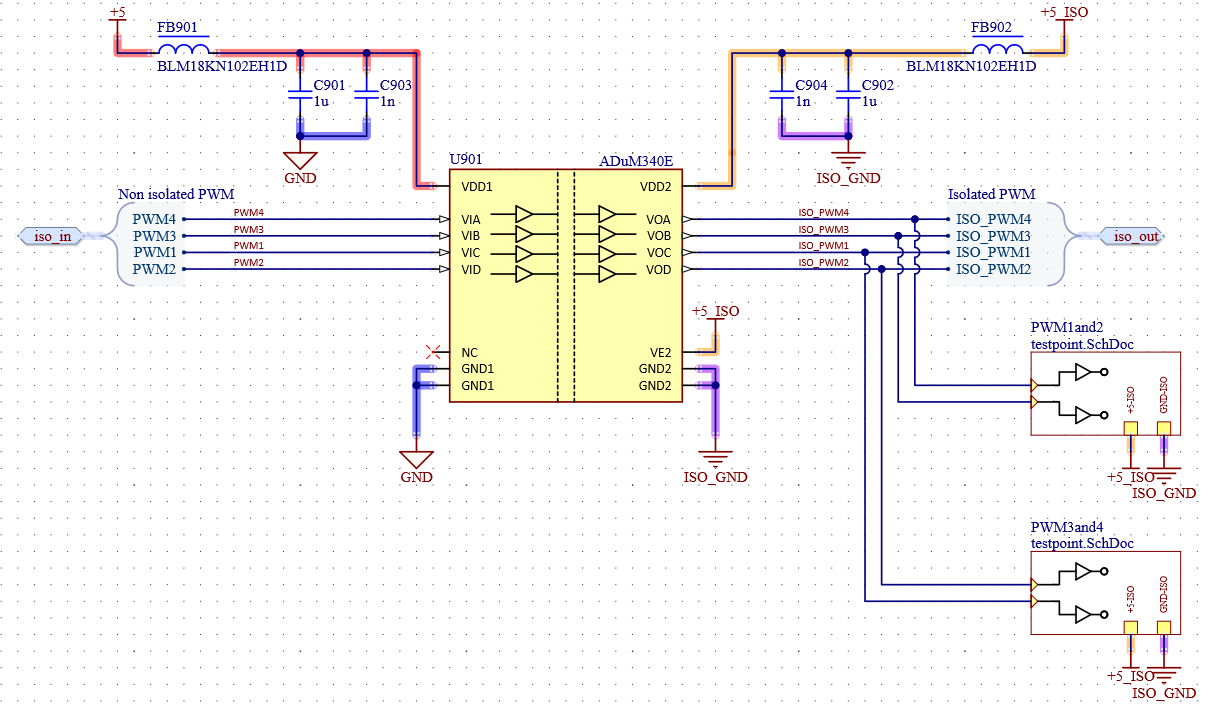 +5
+5_ISO
FB901
FB902
BLM18KN102EH1D
BLM18KN102EH1D
C901
1u
C903
1n
C904
1n
C902
1u
GND
ISO_GND
U901
ADuM340E
VDD1
VDD2
Non isolated PWM
Isolated PWM
PWM4
PWM4
VIA
VOA
ISO_PWM4
ISO_PWM4
PWM3
PWM3
VIB
VOB
ISO_PWM3
ISO_PWM3
iso_in
iso_out
PWM1
PWM1
VIC
VOC
ISO_PWM1
ISO_PWM1
PWM2
PWM2
VID
VOD
ISO_PWM2
ISO_PWM2
+5_ISO
NC
VE2
GND1
GND2
GND1
GND2
GND
ISO_GND
PWM1and2
testpoint.SchDoc
+5-ISO
GND-ISO
+5_ISO
ISO_GND
PWM3and4
testpoint.SchDoc
+5-ISO
GND-ISO
+5_ISO
ISO_GND